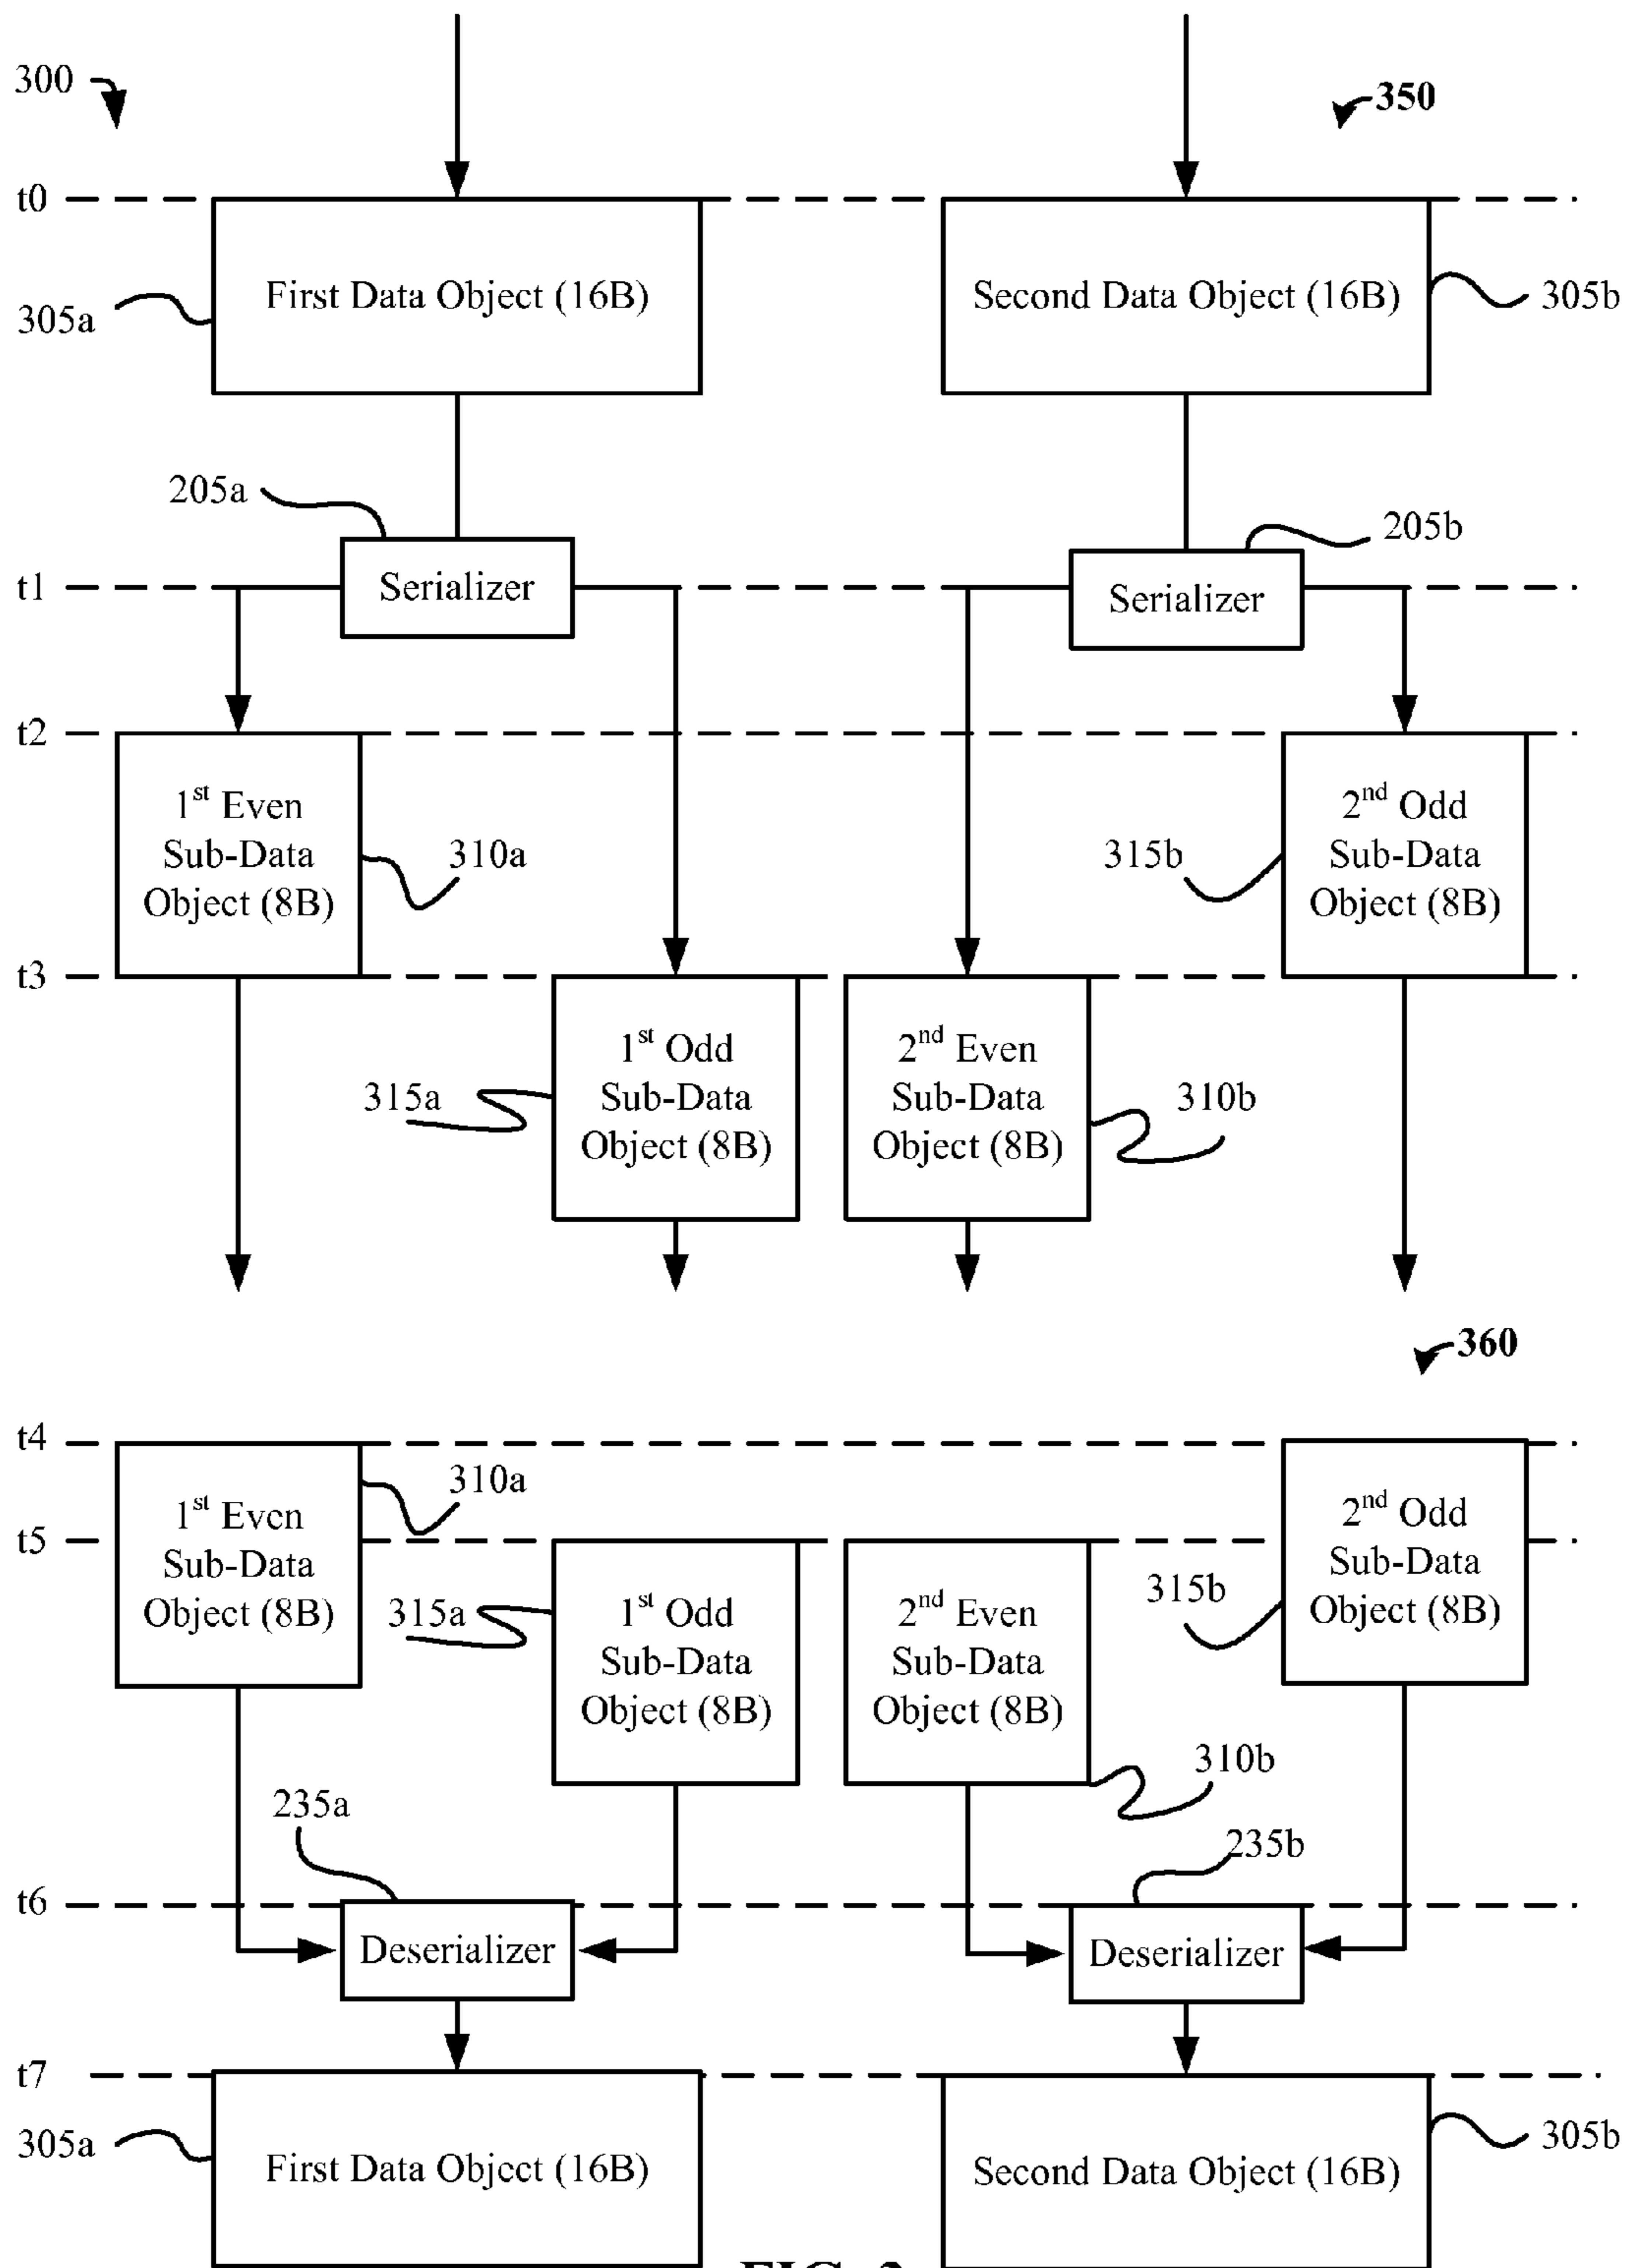 300
350
t0
First Data Object (16B)
Second Data Object (16B)
305a
305b
205a
205b
t1
Serializer
Serializer
t2
1st Even
Sub-Data
Object (8B)
310a
315b
2nd Odd
Sub-Data
Object (8B)
t3
1st Odd
Sub-Data
Object (8B)
315a
2nd Even
Sub-Data
Object (8B)
310b
360
t4
310a
1st Even
Sub-Data
Object (8B)
t5
315a
1st Odd
Sub-Data
Object (8B)
2nd Even
Sub-Data
Object (8B)
315b
2nd Odd
Sub-Data
Object (8B)
310b
235a
235b
t6
Deserializer
Deserializer
t7
305a
First Data Object (16B)
Second Data Object (16B)
305b